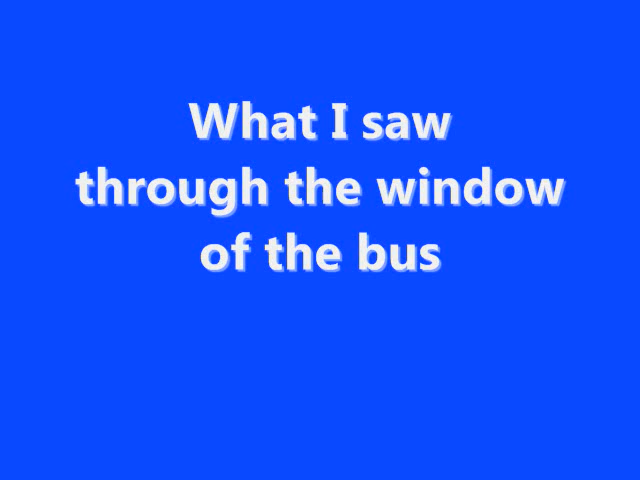 What I saw
through the window
of the bus